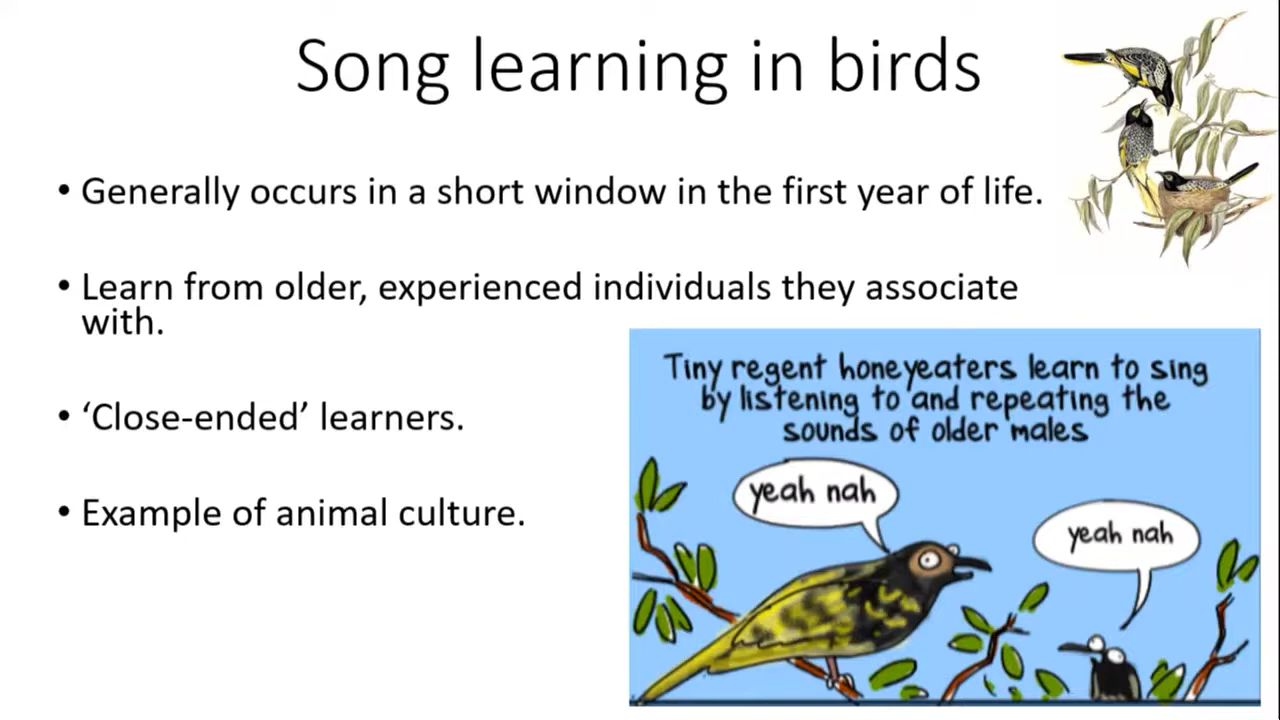 Song learning in birds
• Generally occurs in a short window in the first year of life.
• Learn from older, experienced individuals they associate
with.
• ‘Close-ended’ learners.
• Example of animal culture.
Tiny regent honeyeaters learn to sing
by listening to and repeating the
sounds of older males
yeah nah
yeah nah